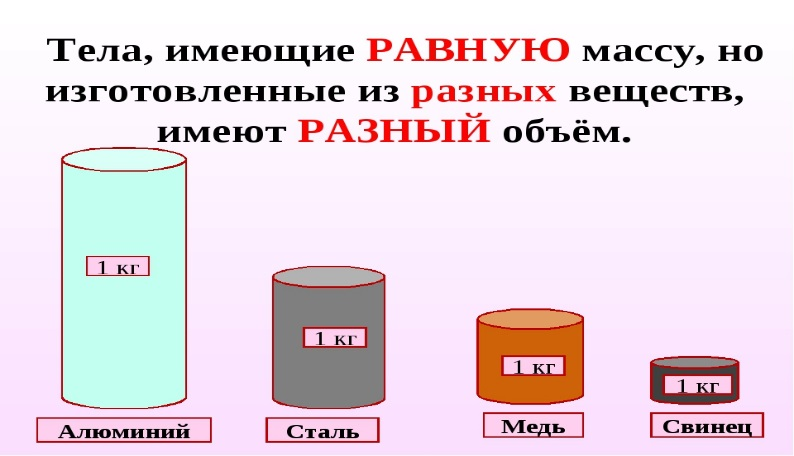 Тела, имеющие РАВНУЮ массу, но
изготовленные из разных веществ,
имеют РАЗНЫЙ объём.
1 кг
1 кг
1 кг
1 кг
Алюминий
Сталь
Медь
Свинец